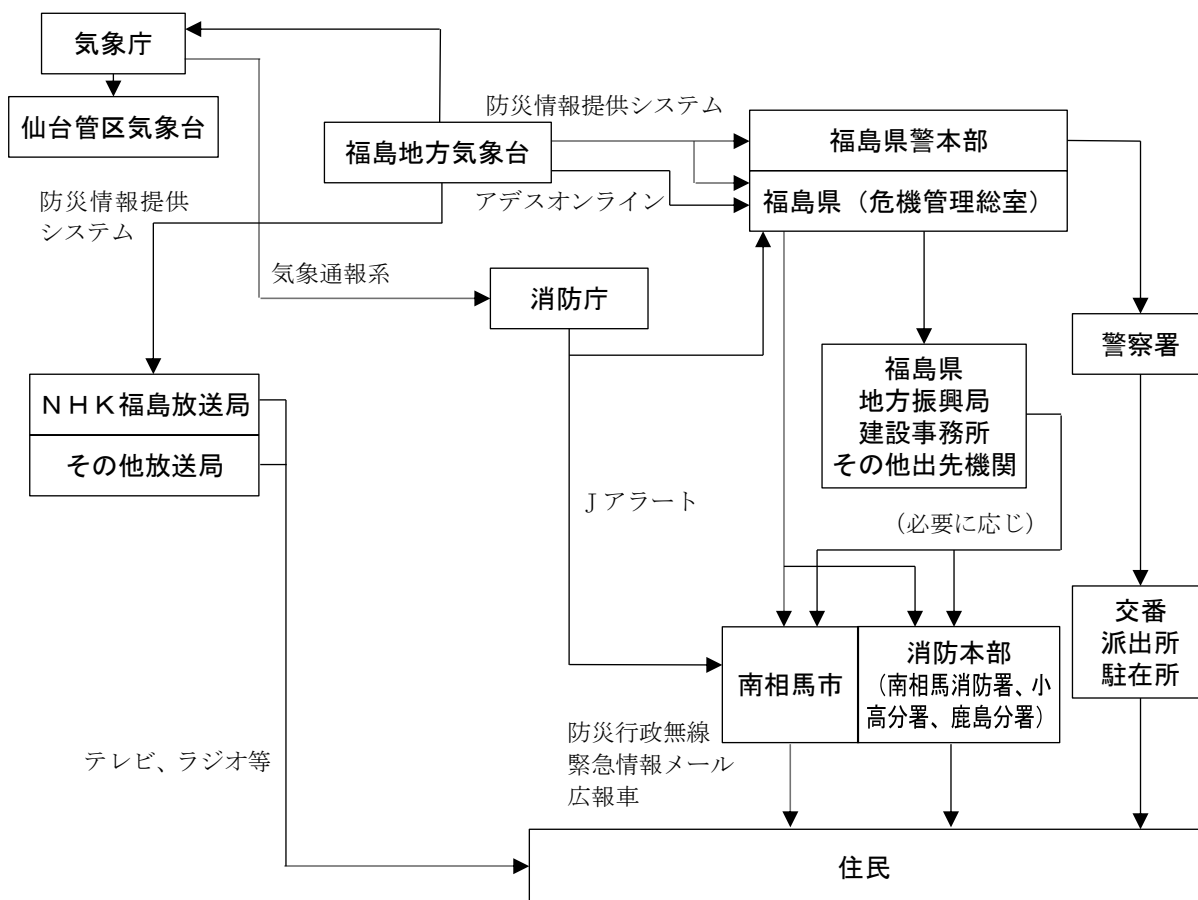 気象庁
仙台管区気象台
防災情報提供システム
福島地方気象台
福島県警本部
アデスオンライン
福島県（危機管理総室）
防災情報提供
システム
気象通報系
消防庁
警察署
ＮＨＫ福島放送局
その他放送局
福島県
地方振興局
建設事務所
その他出先機関
Ｊアラート
（必要に応じ）
南相馬市
消防本部
（南相馬消防署、小
高分署、鹿島分署）
交番
派出所
駐在所
防災行政無線
緊急情報メール
広報車
テレビ、ラジオ等
住民